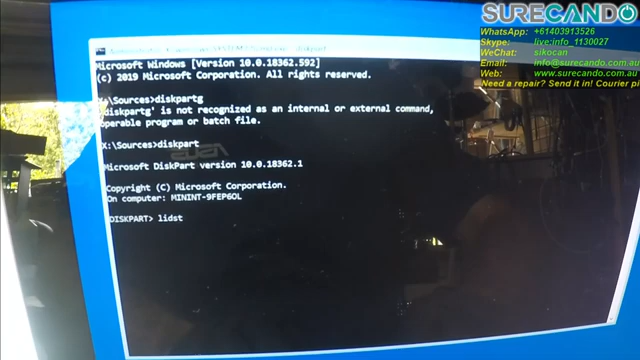 SURECANDO
WhatsApp: +61403913526
Skype: live:info_1130027
WeChat: sikocan
Email: info@surecando.com.au
Web: www.surecando.com.au
Need a repair? Send it in! Courier pi
Microsoft Windows [Version 10.0.18362.592]
(c) 2019 Microsoft Corporation. All rights reserved.
X:\Sources>diskpartg
'diskpartg' is not recognized as an internal or external command,
operable program or batch file.
X:\Sources>diskpart
Microsoft DiskPart version 10.0.18362.1
Copyright (C) Microsoft Corporation.
On computer: MININT-9FEP6OL
DISKPART> lidst